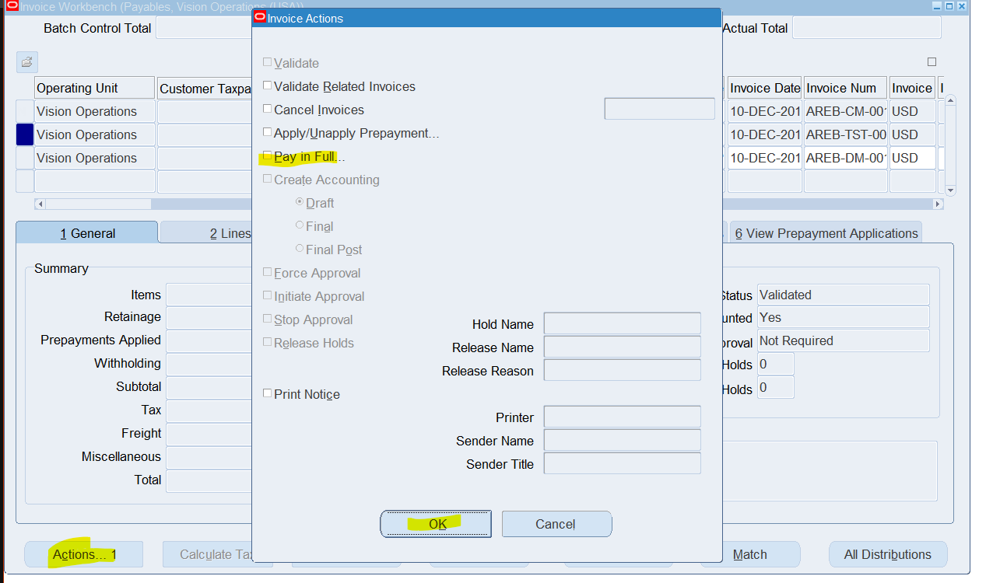 Invoice Workbench (Payables, Vision Operations (USA))
Invoice Actions
Batch Control Total
Actual Total
Validate
Validate Related Invoices
Cancel Invoices
Apply/Unapply Prepayment...
Pay in Full...
Create Accounting
Draft
Final
Final Post
Force Approval
Initiate Approval
Stop Approval
Release Holds
Hold Name
Release Name
Release Reason
Print Notice
Printer
Sender Name
Sender Title
OK
Cancel
Operating Unit Customer Taxpa Invoice Date Invoice Num Invoice
Vision Operations 10-DEC-201 AREB-CM-001 USD
Vision Operations 10-DEC-201 AREB-TST-00 USD
Vision Operations 10-DEC-201 AREB-DM-001 USD
1 General
2 Lines
6 View Prepayment Applications
Summary
Items
Retainage
Prepayments Applied
Withholding
Subtotal
Tax
Freight
Miscellaneous
Total
Status Validated
unted Yes
proval Not Required
Holds 0
Holds 0
Actions... 1
Calculate Tax
Match
All Distributions